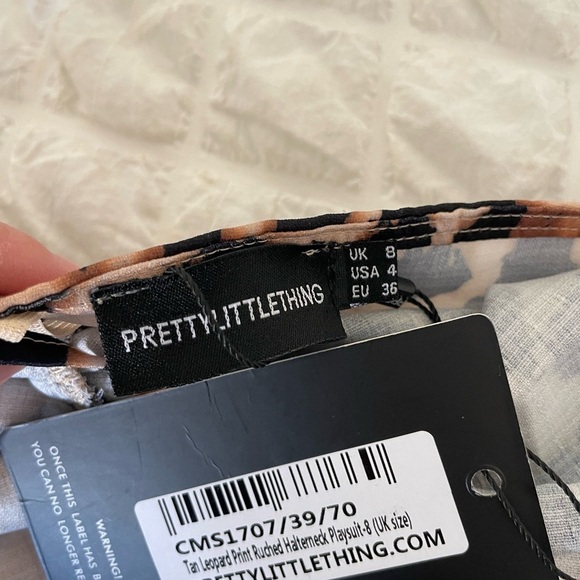 PRETTYLITTLETHING
UK 8
USA 4
EU 36
CMS1707/39/70
Tan Leopard Print Ruched Halterneck Playsuit-8 (UK size)
PRETTYLITTLETHING.COM
WARNING!
ONCE THIS LABEL HAS B
YOU CAN NO LONGER RE